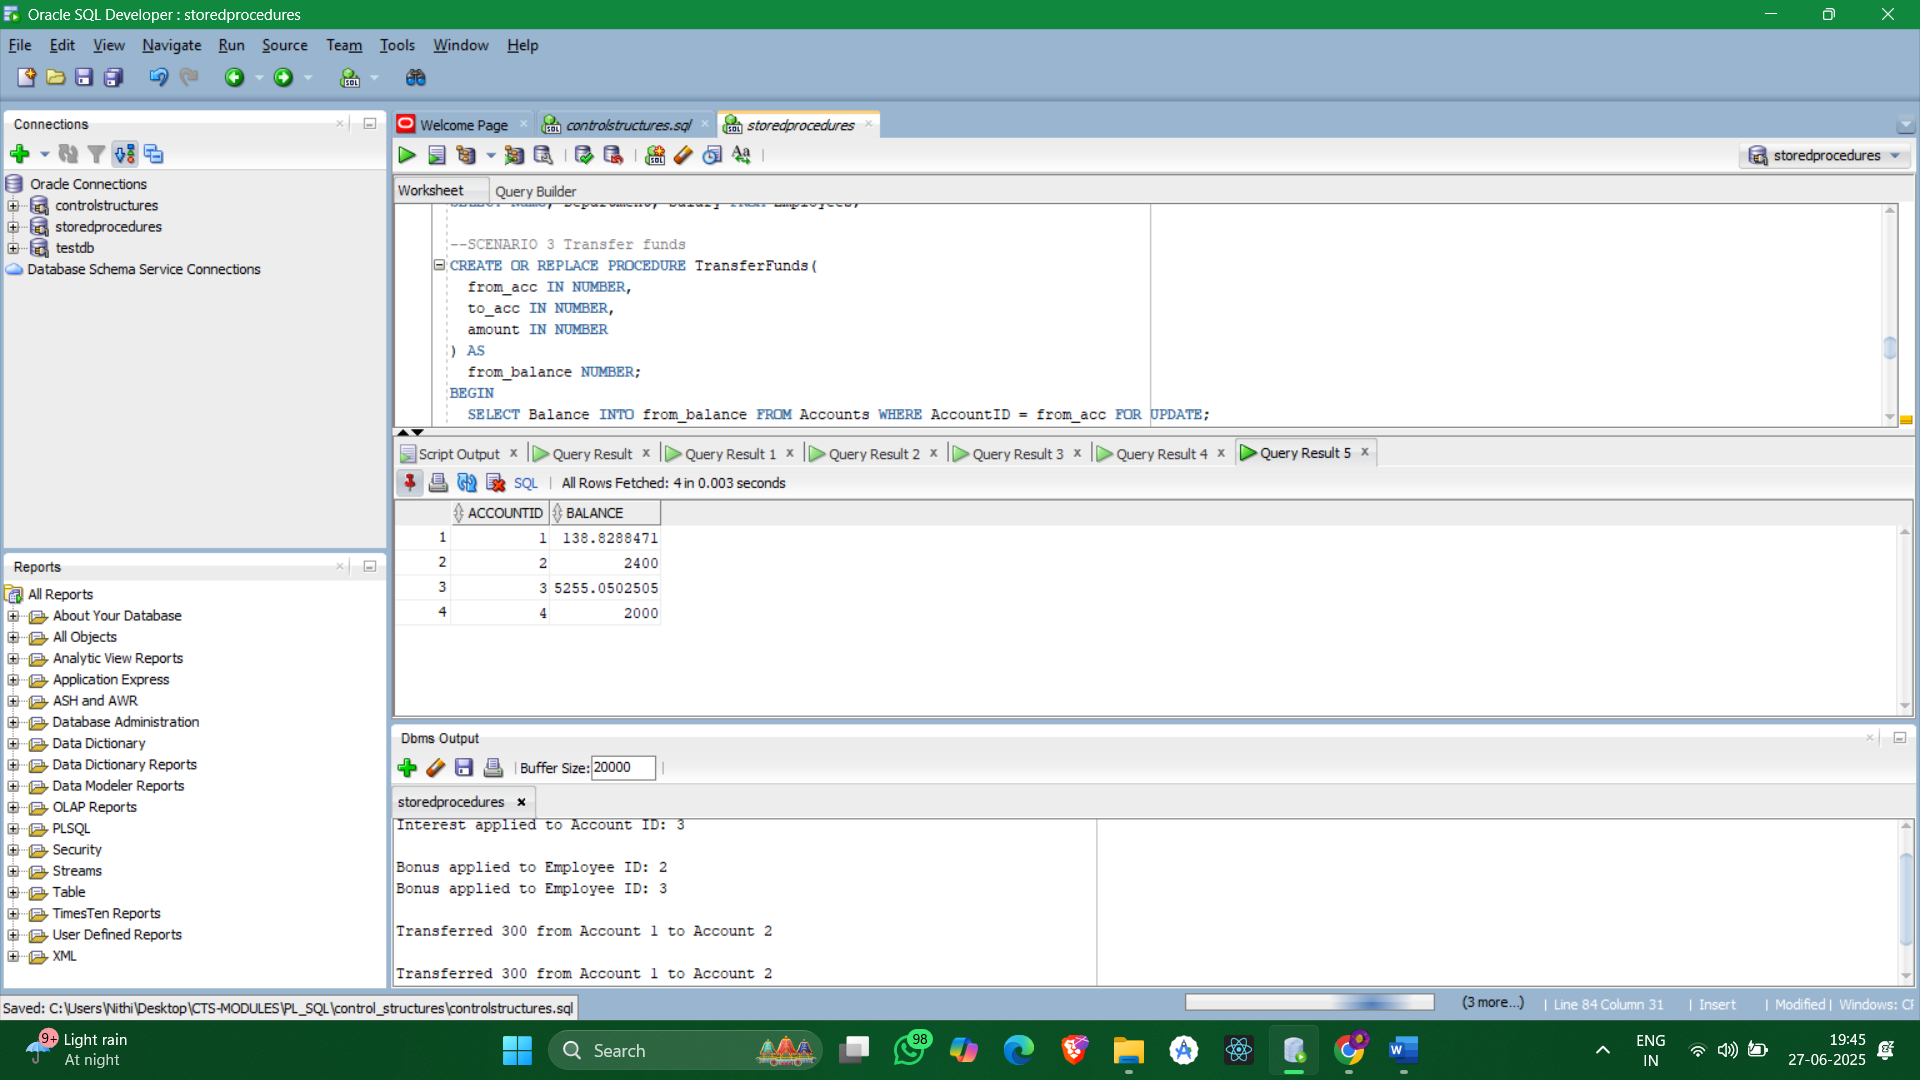 Oracle SQL Developer : storedprocedures
File Edit View Navigate Run Source Team Tools Window Help
Connections
Oracle Connections
controlstructures
storedprocedures
testdb
Database Schema Service Connections
Reports
All Reports
About Your Database
All Objects
Analytic View Reports
Application Express
ASH and AWR
Database Administration
Data Dictionary
Data Dictionary Reports
Data Modeler Reports
OLAP Reports
PLSQL
Security
Streams
Table
TimesTen Reports
User Defined Reports
XML
Welcome Page controlstructures.sql storedprocedures
storedprocedures
Worksheet Query Builder
SELECT Name, Department, Salary FROM Employees;
--SCENARIO 3 Transfer funds
CREATE OR REPLACE PROCEDURE TransferFunds(
from_acc IN NUMBER,
to_acc IN NUMBER,
amount IN NUMBER
) AS
from_balance NUMBER;
BEGIN
SELECT Balance INTO from_balance FROM Accounts WHERE AccountID = from_acc FOR UPDATE;
Script Output Query Result Query Result 1 Query Result 2 Query Result 3 Query Result 4 Query Result 5
SQL All Rows Fetched: 4 in 0.003 seconds
ACCOUNTID BALANCE
1 1 138.8288471
2 2 2400
3 3 5255.0502505
4 4 2000
Dbms Output
Buffer Size: 20000
storedprocedures
Interest applied to Account ID: 3
Bonus applied to Employee ID: 2
Bonus applied to Employee ID: 3
Transferred 300 from Account 1 to Account 2
Transferred 300 from Account 1 to Account 2
Saved: C:\Users\Nithi\Desktop\CTS-MODULES\PL_SQL\control_structures\controlstructures.sql
(3 more...) Line 84 Column 31 Insert Modified Windows: CF
9+ Light rain
At night
Search
98
ENG
IN
19:45
27-06-2025